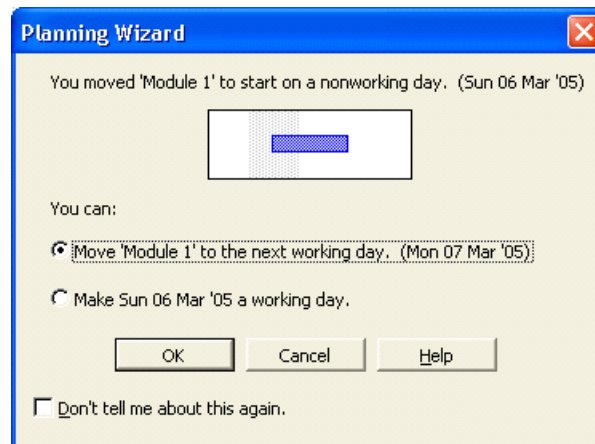 Planning Wizard
You moved 'Module 1' to start on a nonworking day.  (Sun 06 Mar '05)
You can:
Move 'Module 1' to the next working day.  (Mon 07 Mar '05)
Make Sun 06 Mar '05 a working day.
OK Cancel Help
Don't tell me about this again.